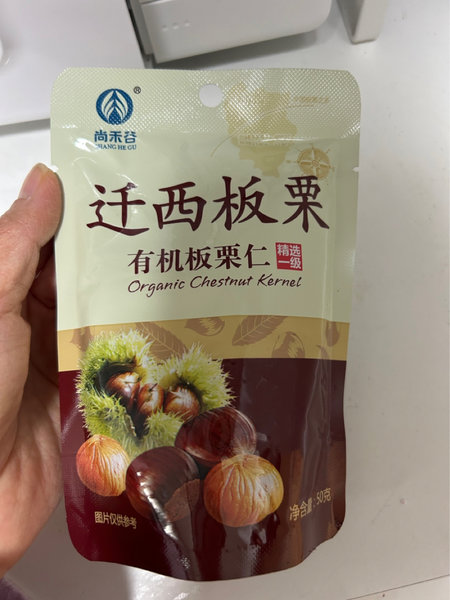 ®
尚禾谷
SHANG HE GU
迁西板栗
有机板栗仁
精选
一级
Organic Chestnut Kernel
图片仅供参考
净含量:50克